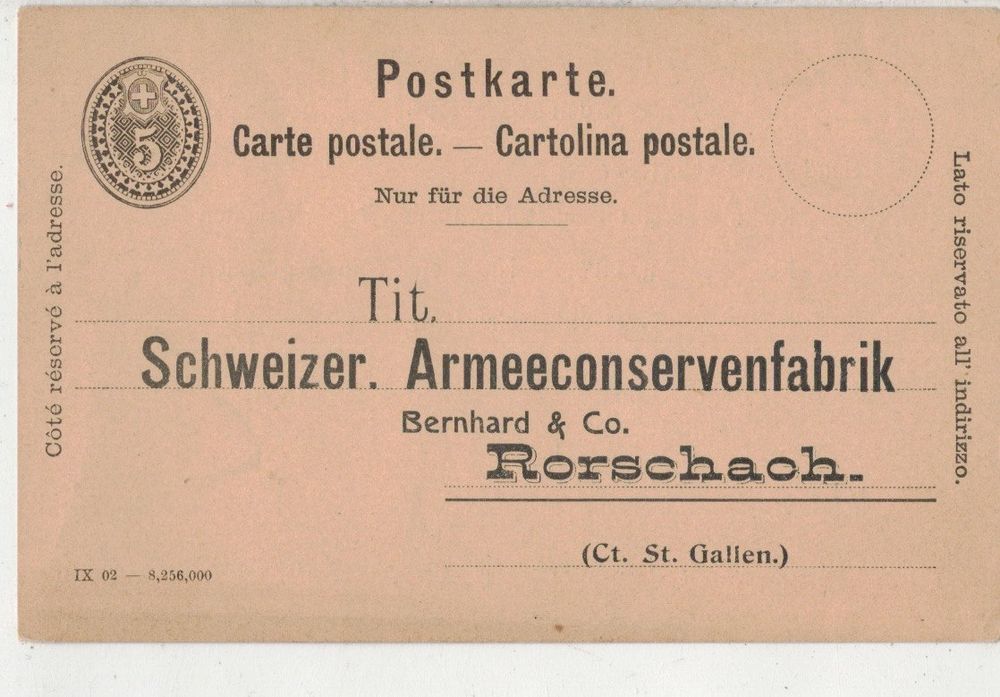 Postkarte.
5
Carte postale. — Cartolina postale.
Nur für die Adresse.
Côté réservé à l'adresse.
Lato riservato all' indirizzo.
Tit.
Schweizer. Armeeconservenfabrik
Bernhard & Co.
Rorschach.
(Ct. St. Gallen.)
IX 02 — 8,256,000